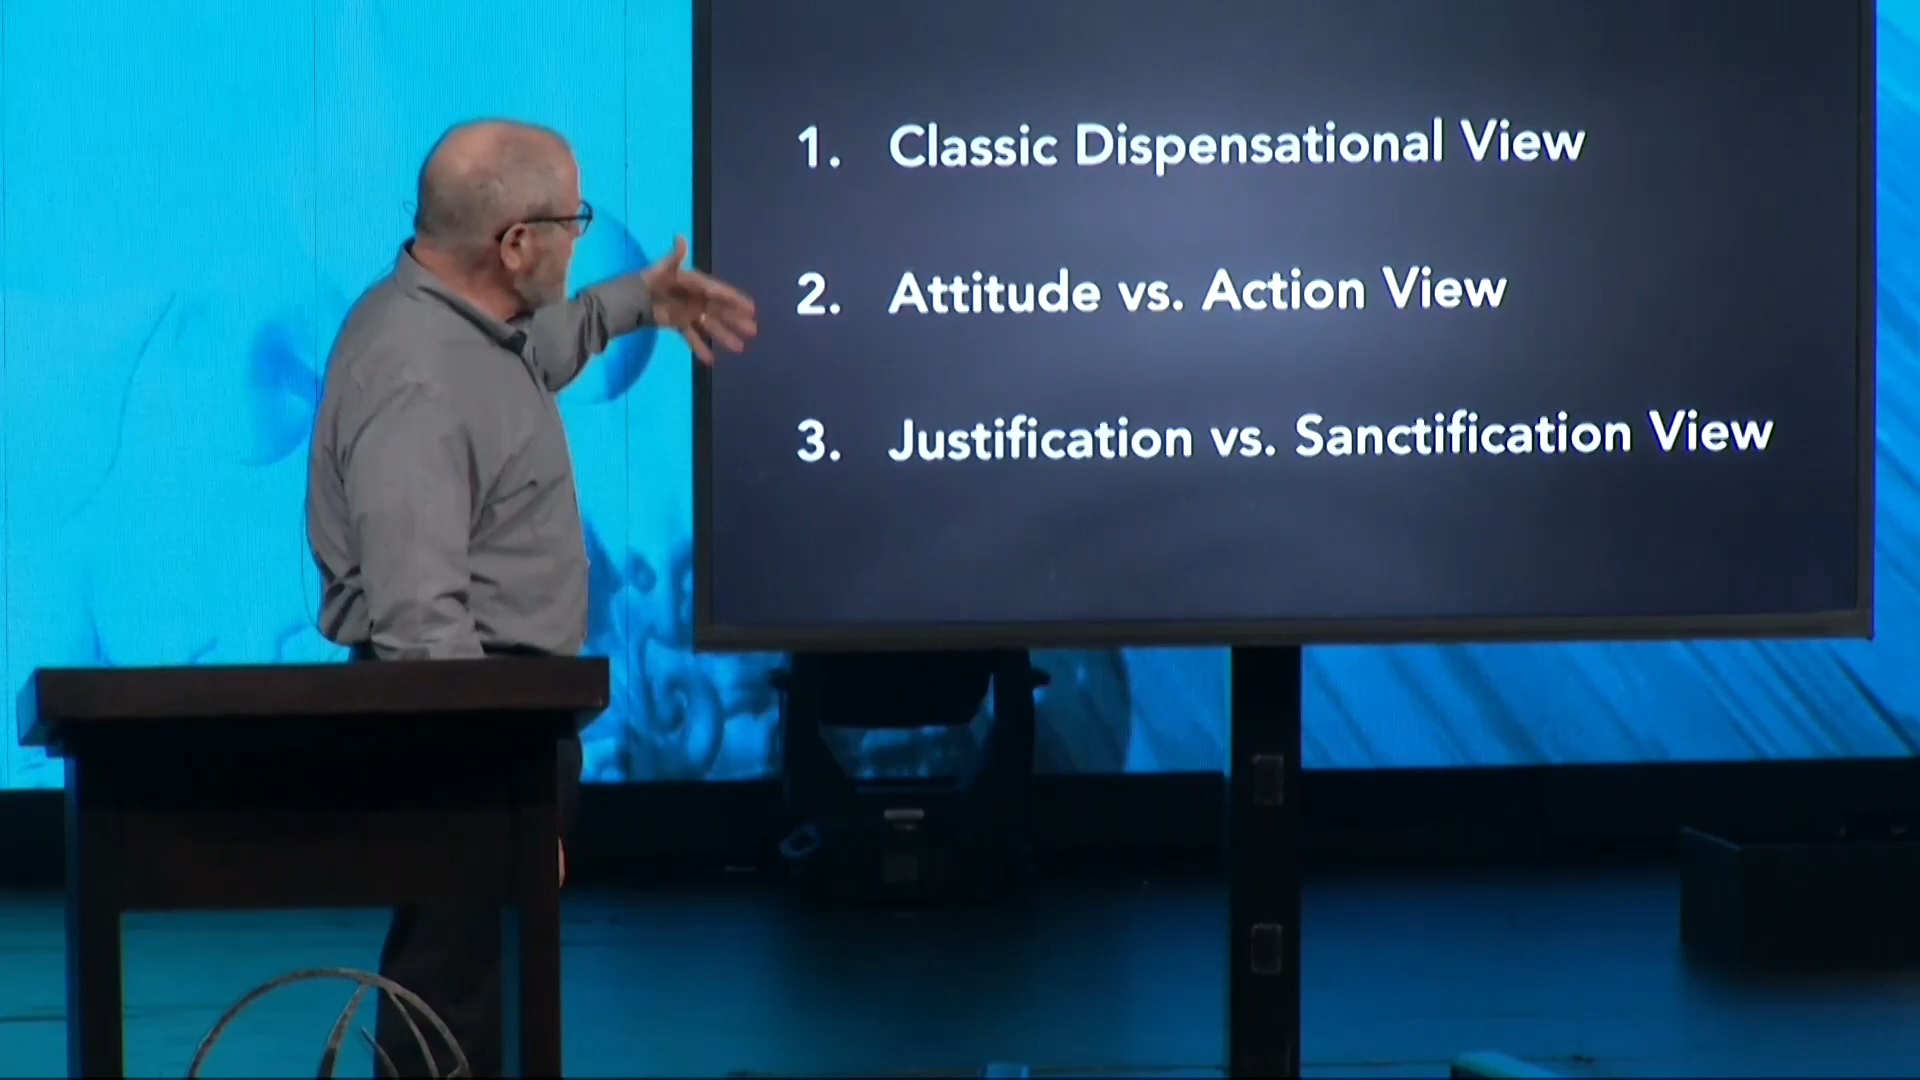 1. Classic Dispensational View
2. Attitude vs. Action View
3. Justification vs. Sanctification View